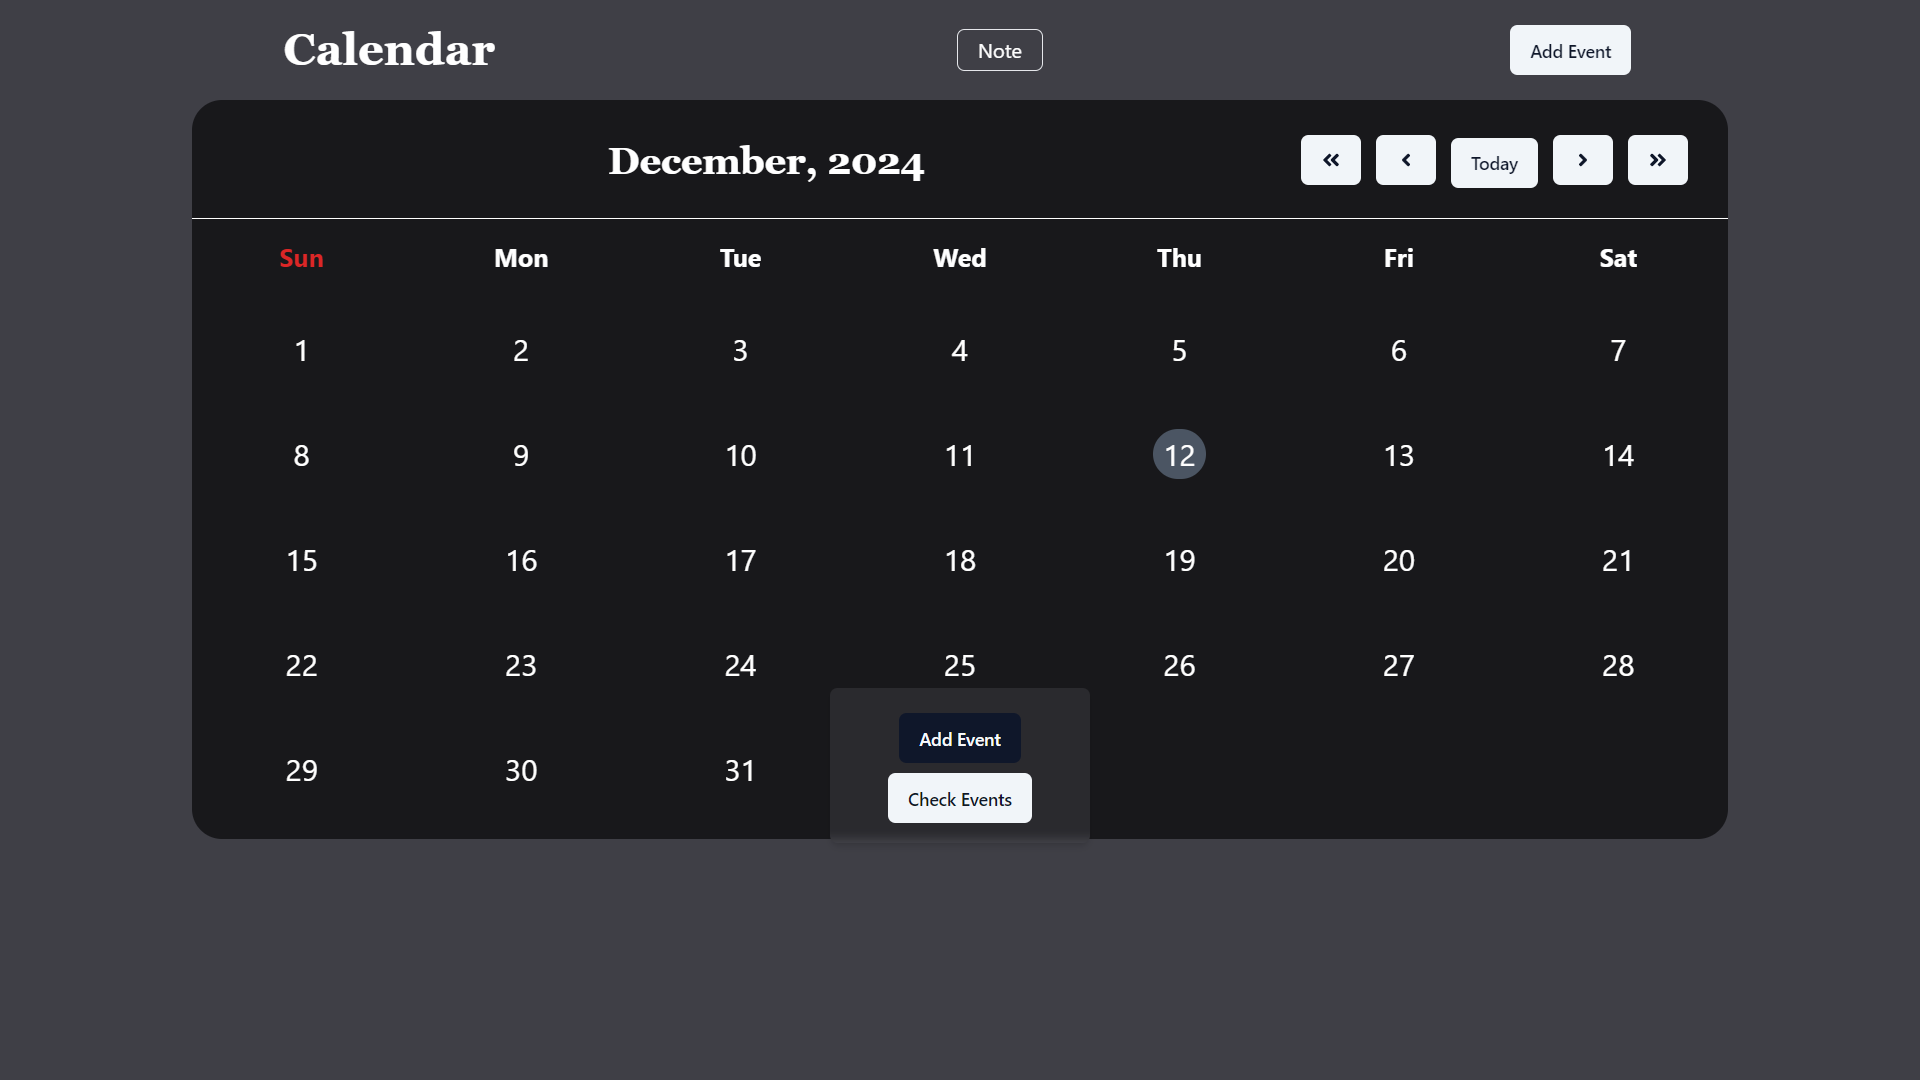 Calendar Note Add Event
December, 2024 Today
Sun Mon Tue Wed Thu Fri Sat
1 2 3 4 5 6 7
8 9 10 11 12 13 14
15 16 17 18 19 20 21
22 23 24 25 26 27 28
Add Event
29 30 31
Check Events